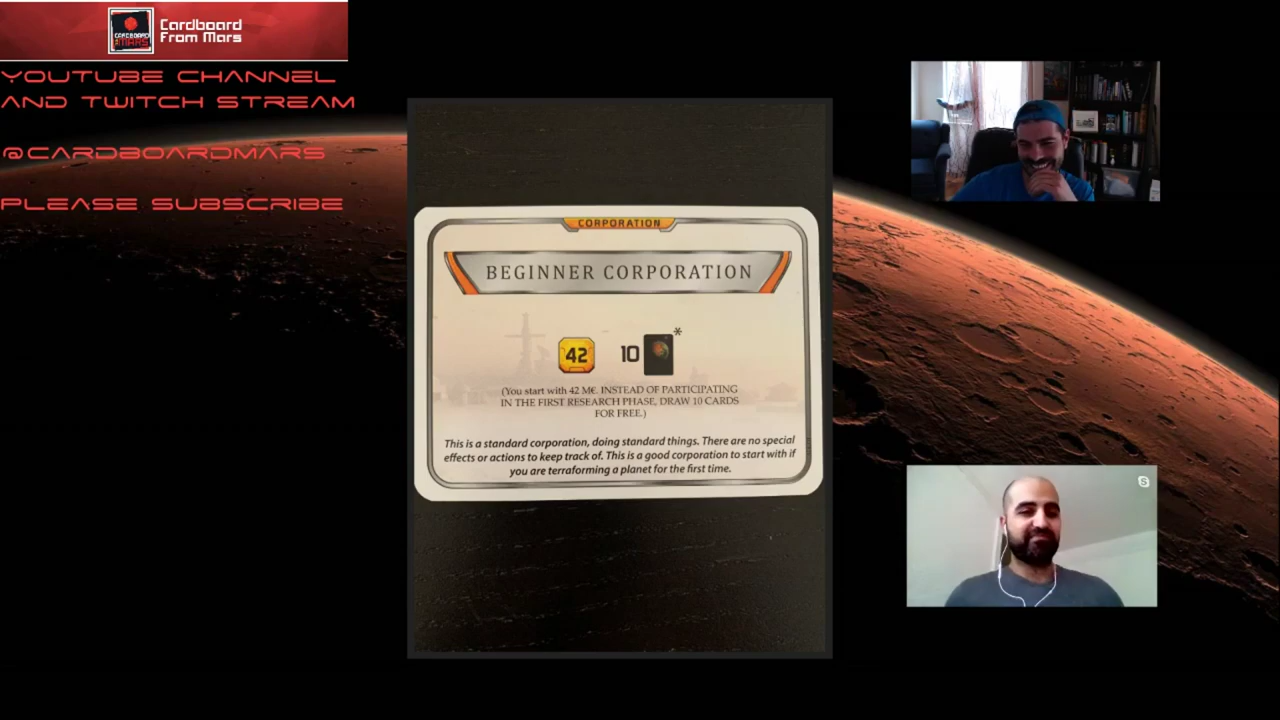 CARDBOARD
MARS
Cardboard
From Mars
YOUTUBE CHANNEL
AND TWITCH STREAM
@CARDBOARDMARS
PLEASE SUBSCRIBE
CORPORATION
BEGINNER CORPORATION
42 10 *
(You start with 42 M€. INSTEAD OF PARTICIPATING
IN THE FIRST RESEARCH PHASE, DRAW 10 CARDS
FOR FREE.)
This is a standard corporation, doing standard things. There are no special
effects or actions to keep track of. This is a good corporation to start with if
you are terraforming a planet for the first time.